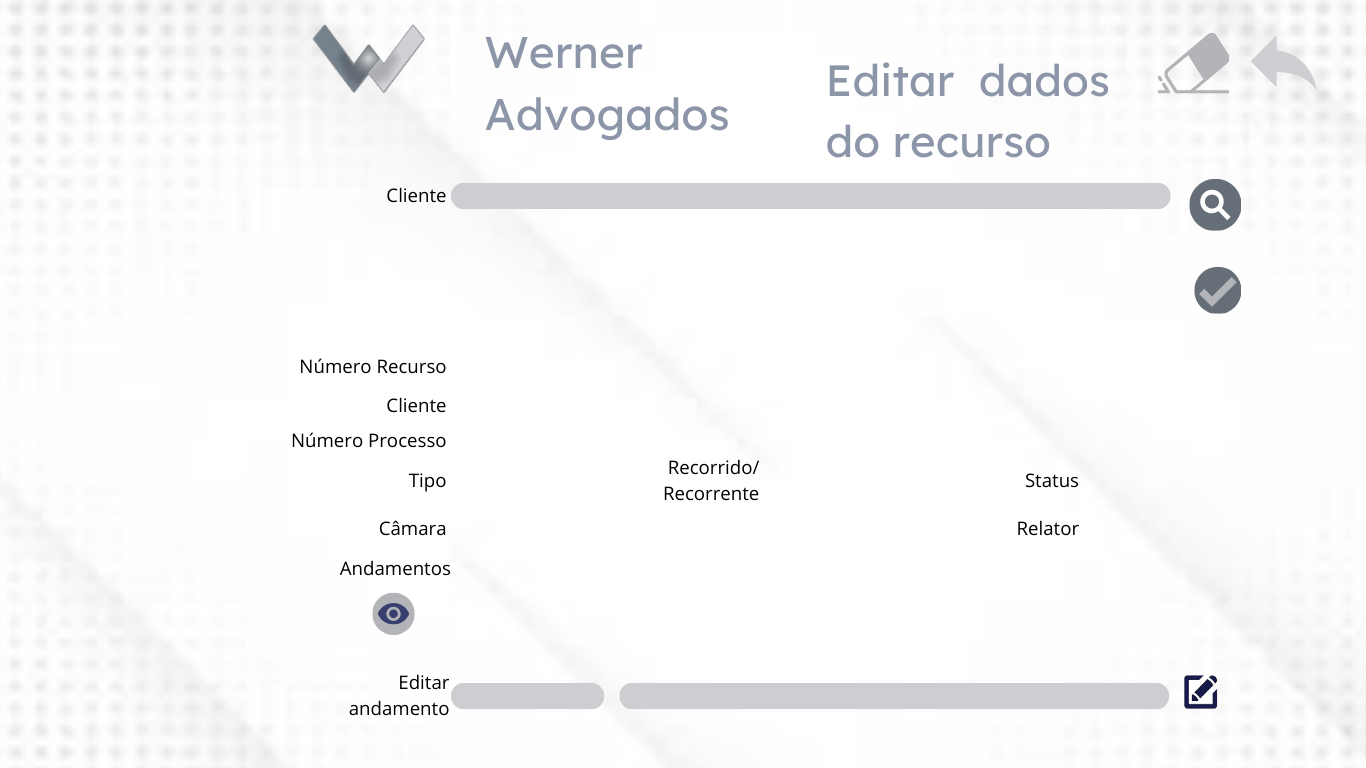 Werner
Advogados
Editar dados
do recurso
Cliente
Número Recurso
Cliente
Número Processo
Tipo
Recorrido/
Recorrente
Status
Câmara
Relator
Andamentos
Editar
andamento